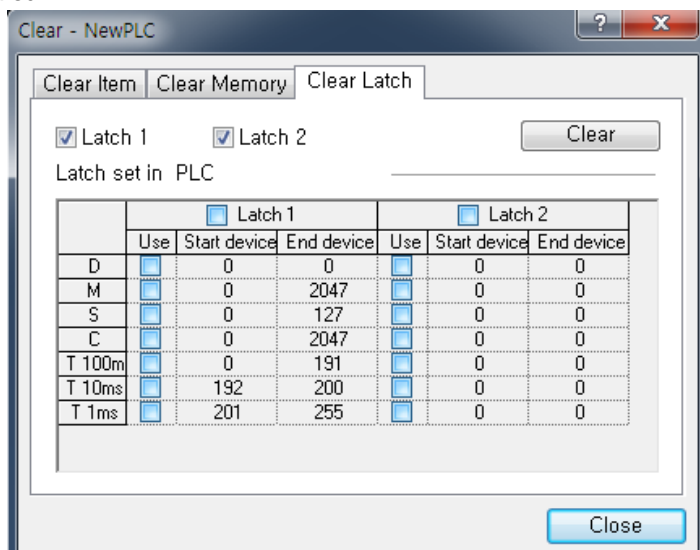 Clear - NewPLC
Clear Item Clear Memory Clear Latch
Latch 1 Latch 2 Clear
Latch set in PLC
Latch 1 Latch 2
Use Start device End device Use Start device End device
D 0 0 0 0
M 0 2047 0 0
S 0 127 0 0
C 0 2047 0 0
T 100m 0 191 0 0
T 10ms 192 200 0 0
T 1ms 201 255 0 0
Close